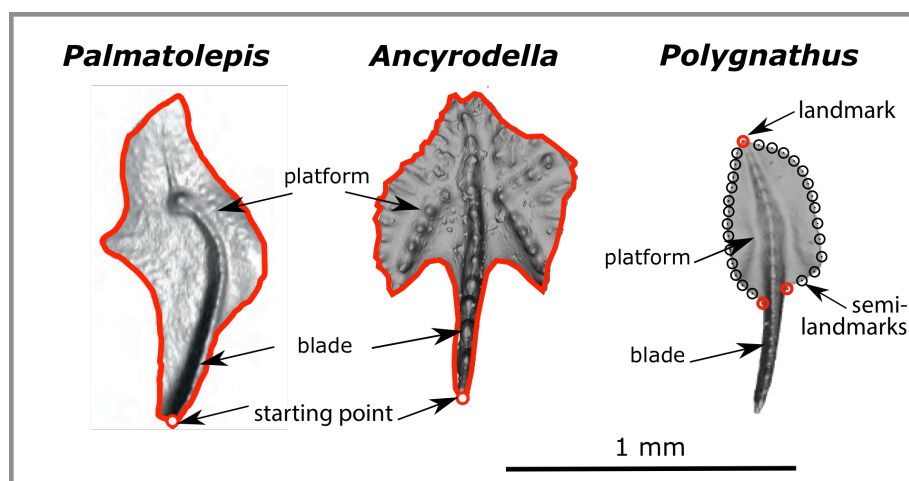 Palmatolepis
Ancyrodella
Polygnathus
landmark
platform
platform
semi-
landmarks
blade
blade
starting point
1 mm